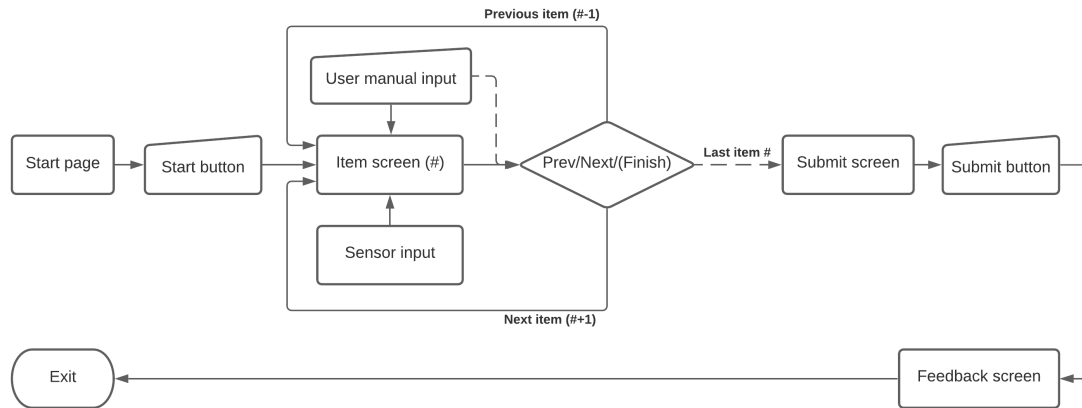 Previous item (#-1)
User manual input
Start page
Start button
Item screen (#)
Prev/Next/(Finish)
Last item #
Submit screen
Submit button
Sensor input
Next item (#+1)
Exit
Feedback screen